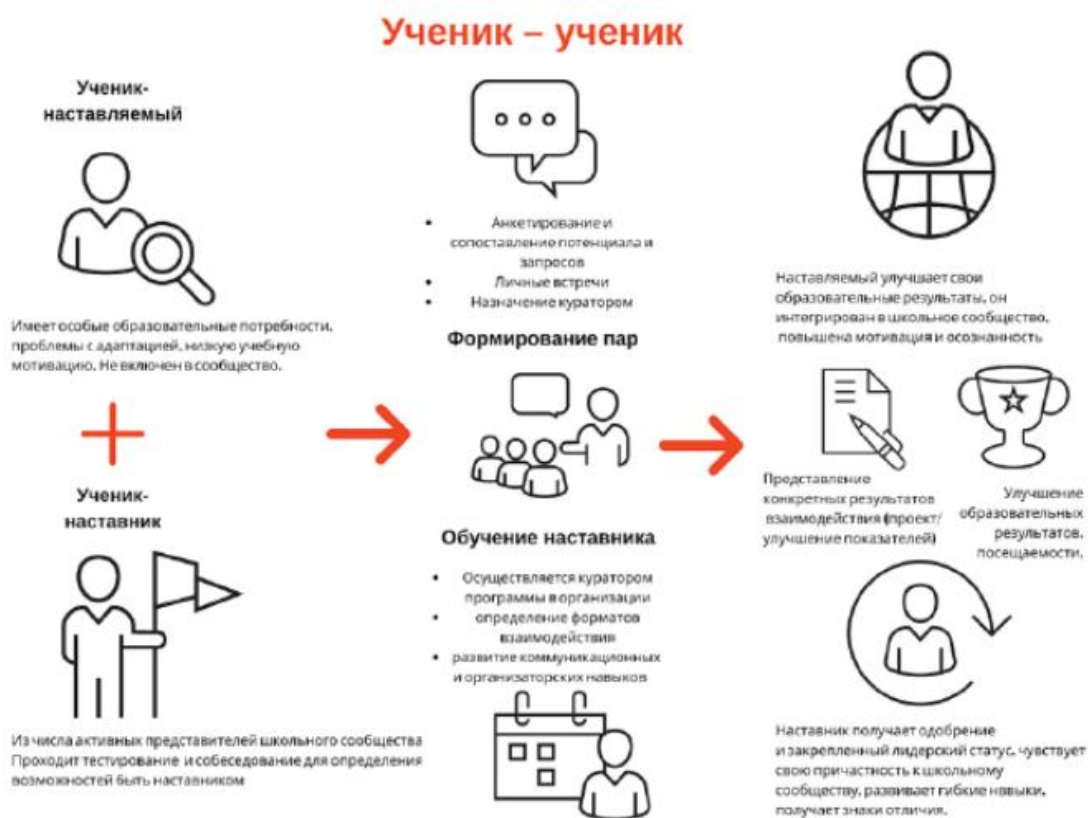 Ученик – ученик
Ученик-
наставляемый
Имеет особые образовательные потребности,
проблемы с адаптацией, низкую учебную
мотивацию. Не включен в сообщество.
Ученик-
наставник
Из числа активных представителей школьного сообщества
Проходит тестирование и собеседование для определения
возможностей быть наставником
• Анкетирование и
сопоставление потенциала и
запросов
• Личные встречи
• Назначение куратором
Формирование пар
Обучение наставника
• Осуществляется куратором
программы в организации
• определение форматов
взаимодействия
• развитие коммуникационных
и организаторских навыков
Наставляемый улучшает свои
образовательные результаты, он
интегрирован в школьное сообщество,
повышена мотивация и осознанность
Представление
конкретных результатов
взаимодействия (проект/
улучшение показателей)
Улучшение
образовательных
результатов,
посещаемости.
Наставник получает одобрение
и закрепленный лидерский статус, чувствует
свою причастность к школьному
сообществу, развивает гибкие навыки,
получает знаки отличия.